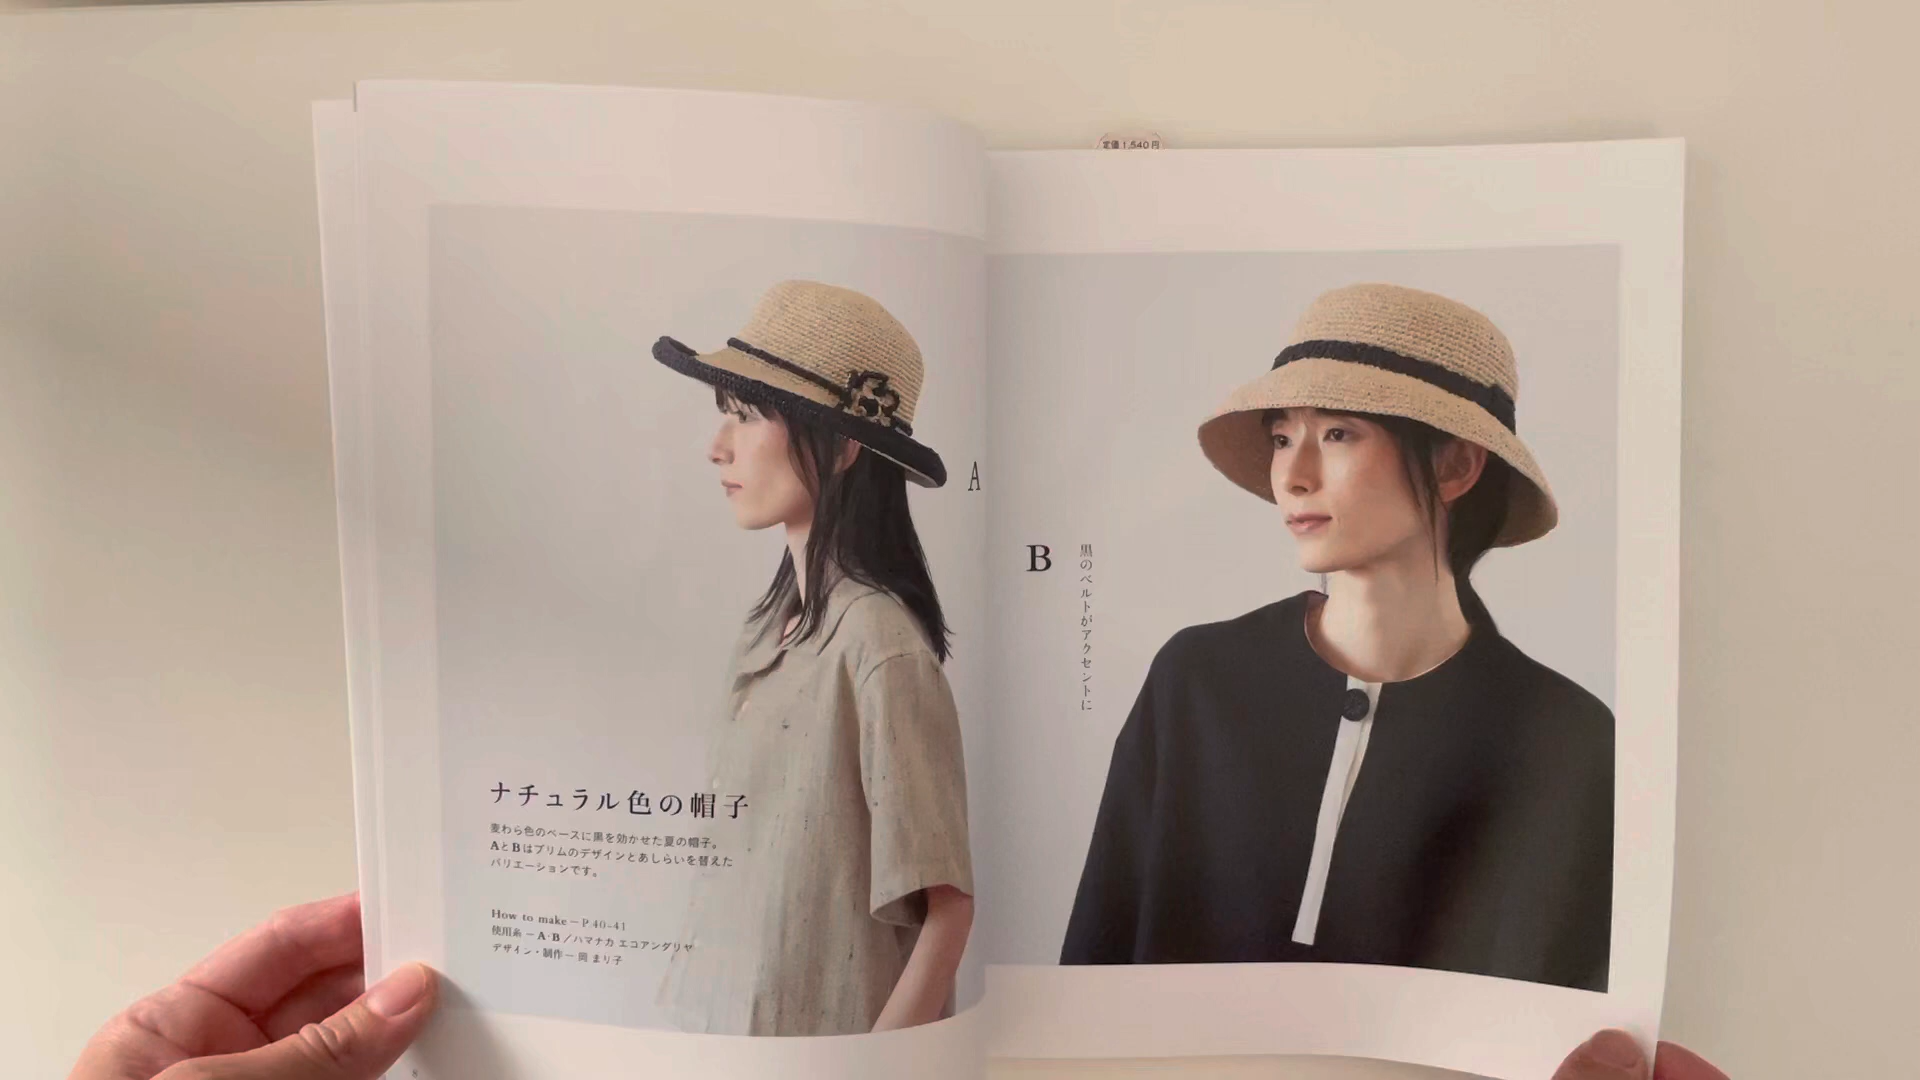 定価1,540円
A
ナチュラル色の帽子
麦わら色のベースに黒を効かせた夏の帽子。
AとBはブリムのデザインとあしらいを替えた
バリエーションです。
How to make — P 40-41
使用糸 — A・B／ハマナカ エコアンダリヤ
デザイン・制作 — 岡 まり子
8
B
黒のベルトがアクセントに